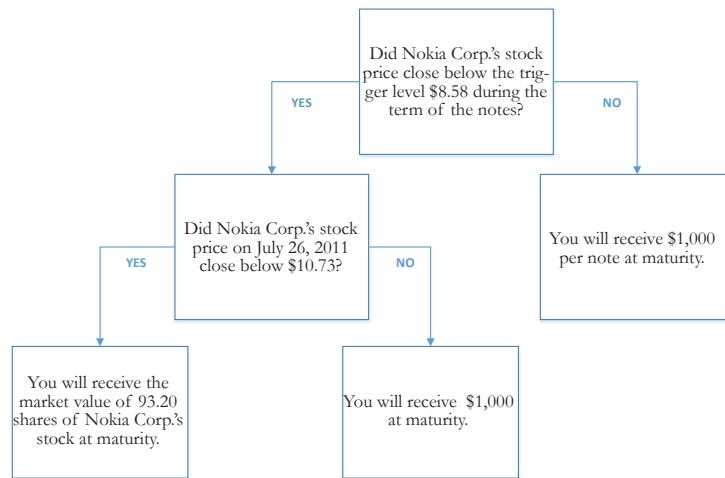 Did Nokia Corp.'s stock
price close below the trig-
ger level $8.58 during the
term of the notes?
YES
NO
Did Nokia Corp.'s stock
price on July 26, 2011
close below $10.73?
You will receive $1,000
per note at maturity.
YES
NO
You will receive the
market value of 93.20
shares of Nokia Corp.'s
stock at maturity.
You will receive $1,000
at maturity.